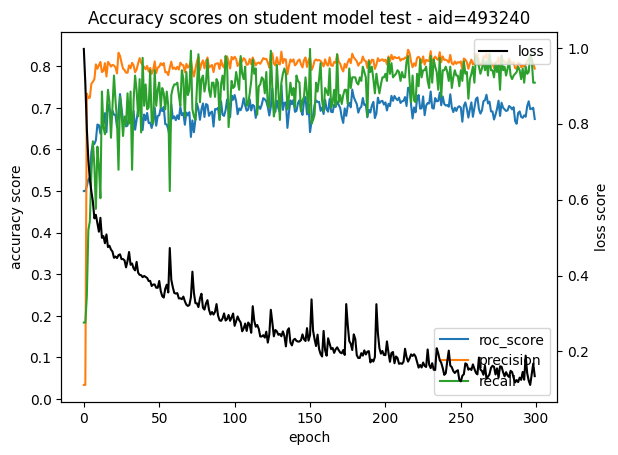 Accuracy scores on student model test - aid=493240
loss
0.8
0.7
0.6
0.5
0.4
0.3
0.2
0.1
0.0
accuracy score
1.0
0.8
0.6
0.4
0.2
loss score
roc_score
precision
recall
0
50
100
150
200
250
300
epoch